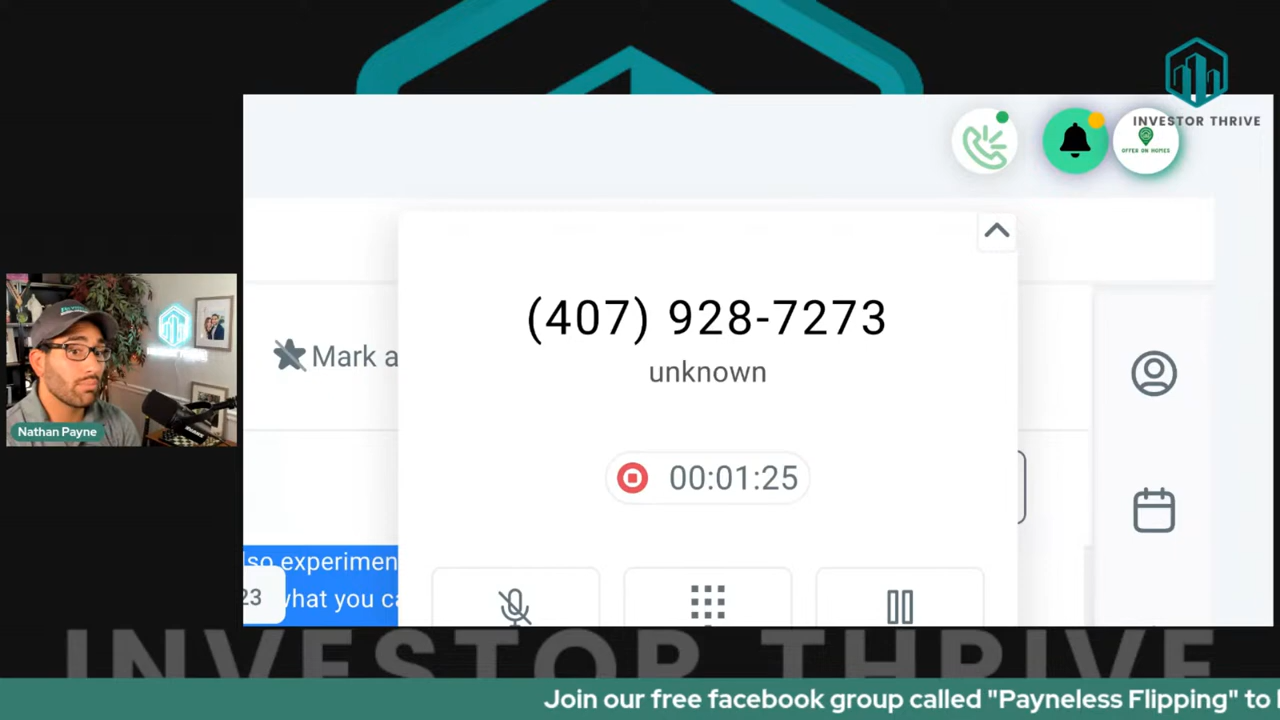 INVESTOR THRIVE
OFFER ON HOMES
(407) 928-7273
unknown
Mark a
00:01:25
lso experimen
23
what you ca
Nathan Payne
INVESTOR THRIVE
Join our free facebook group called "Payneless Flipping" to